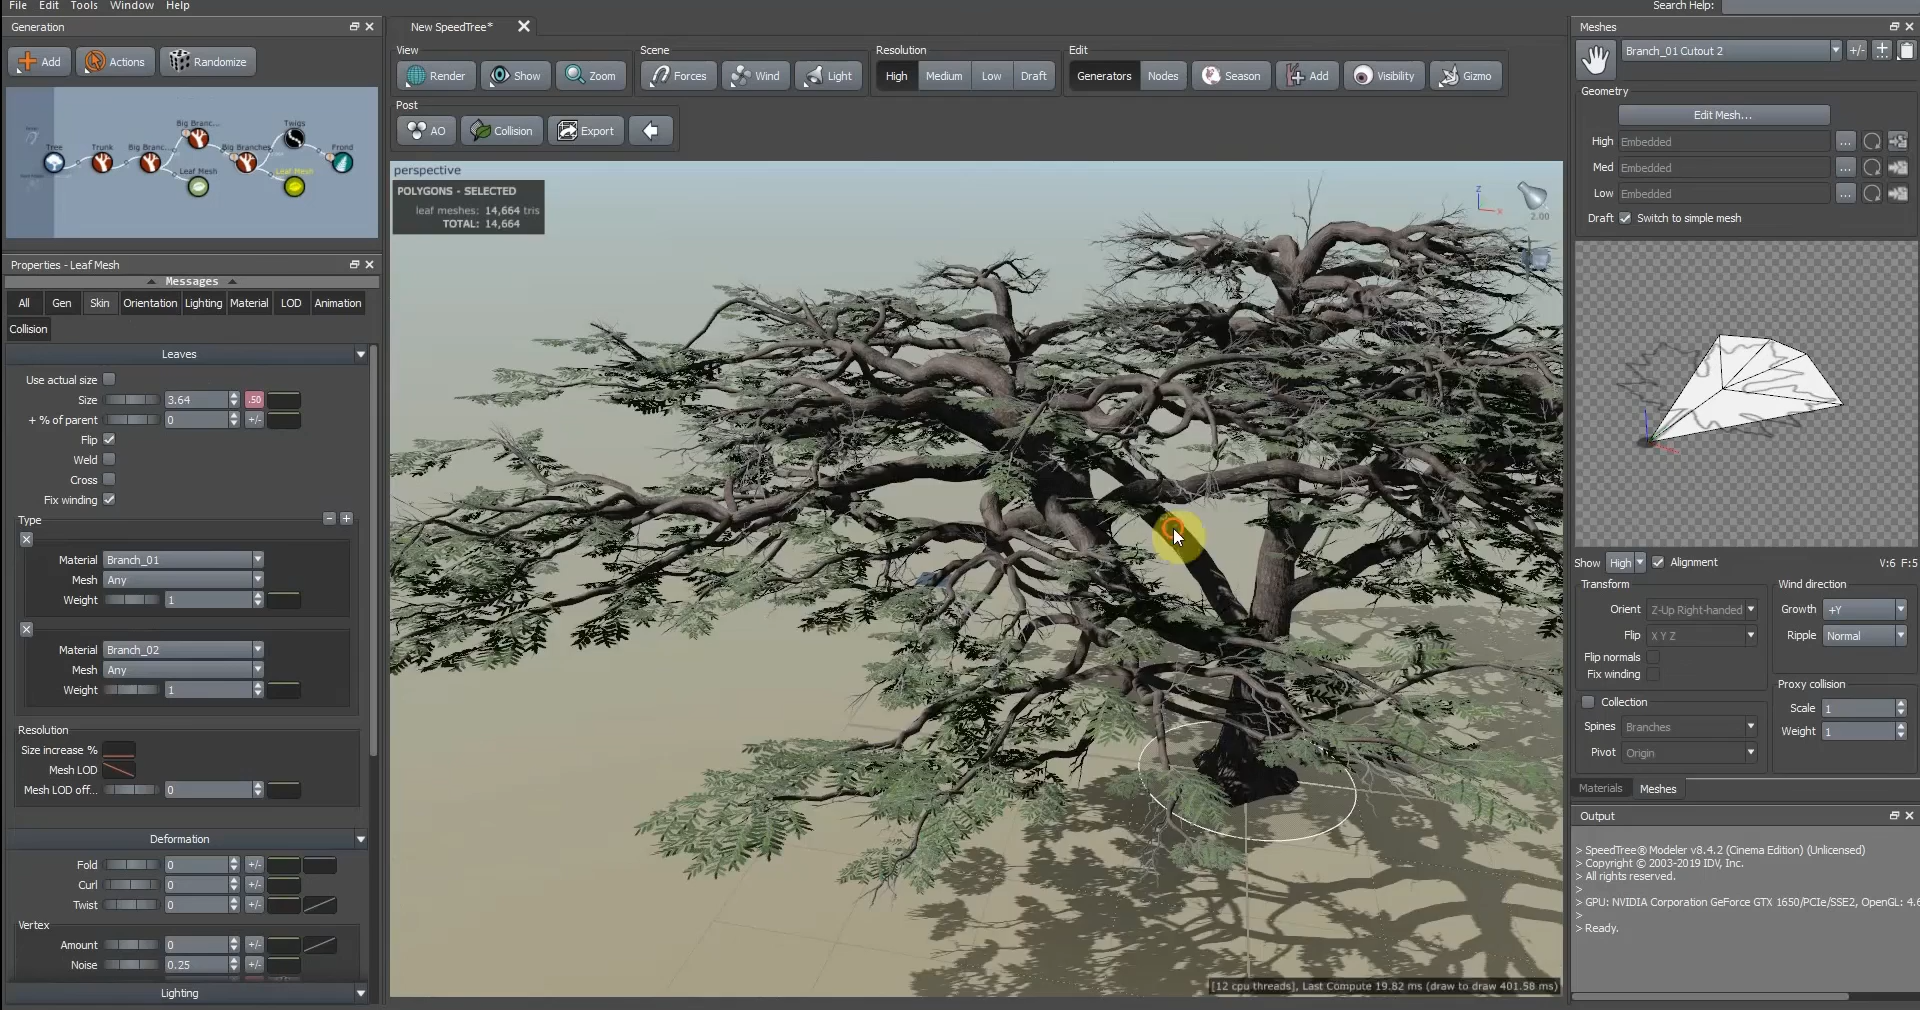 File Edit Tools Window Help
Search Help:
Generation
New SpeedTree*
Meshes
Add Actions Randomize
View
Render Show Zoom
Scene
Forces Wind Light
Resolution
High Medium Low Draft
Edit
Generators Nodes Season Add Visibility Gizmo
Post
AO Collision Export
Tree
Trunk
Big Branc...
Big Branc...
Leaf Mesh
Big Branches
Twigs
Leaf Mesh
Frond
Properties - Leaf Mesh
Messages
All Gen Skin Orientation Lighting Material LOD Animation
Collision
Leaves
Use actual size
Size 3.64 .50
+ % of parent 0 +/-
Flip
Weld
Cross
Fix winding
Type
Material Branch_01
Mesh Any
Weight 1
Material Branch_02
Mesh Any
Weight 1
Resolution
Size increase %
Mesh LOD
Mesh LOD off... 0
Deformation
Fold 0 +/-
Curl 0 +/-
Twist 0 +/-
Vertex
Amount 0 +/-
Noise 0.25 +/-
Lighting
perspective
POLYGONS - SELECTED
leaf meshes: 14,664 tris
TOTAL: 14,664
z
x
2.00
[12 cpu threads], Last Compute 19.82 ms (draw to draw 401.58 ms)
Branch_01 Cutout 2 +/-
Geometry
Edit Mesh...
High Embedded ...
Med Embedded ...
Low Embedded ...
Draft Switch to simple mesh
Show High Alignment V:6 F:5
Transform
Orient Z-Up Right-handed
Flip X Y Z
Flip normals
Fix winding
Collection
Spines Branches
Pivot Origin
Wind direction
Growth +Y
Ripple Normal
Proxy collision
Scale 1
Weight 1
Materials Meshes
Output
> SpeedTree® Modeler v8.4.2 (Cinema Edition) (Unlicensed)
> Copyright © 2003-2019 IDV, Inc.
> All rights reserved.
>
> GPU: NVIDIA Corporation GeForce GTX 1650/PCIe/SSE2, OpenGL: 4.6
>
> Ready.